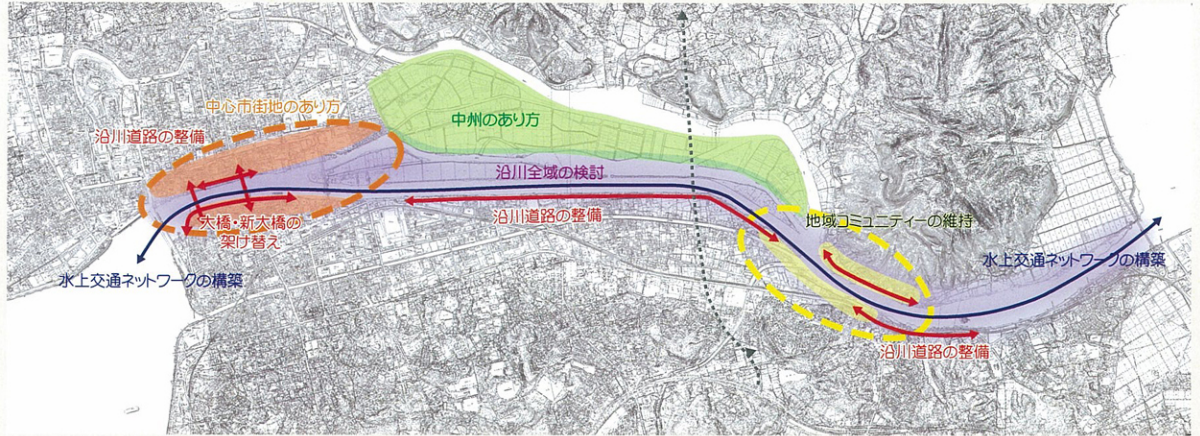 中心市街地のあり方
沿川道路の整備
中州のあり方
沿川全域の検討
大橋・新大橋の
架け替え
沿川道路の整備
地域コミュニティーの維持
水上交通ネットワークの構築
水上交通ネットワークの構築
沿川道路の整備